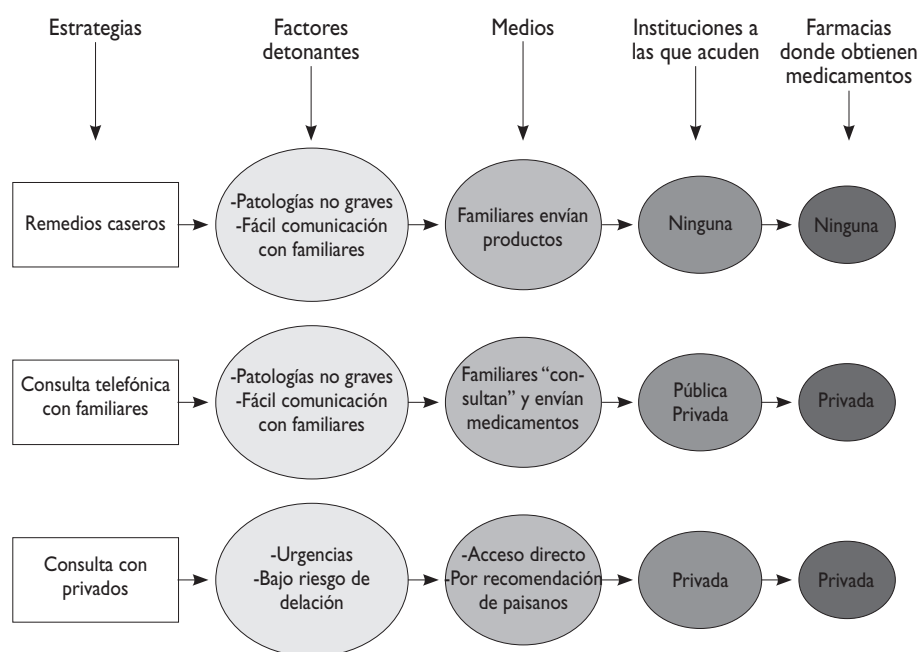 Estrategias
Factores
detonantes
Medios
Instituciones a
las que acuden
Farmacias
donde obtienen
medicamentos
Remedios caseros
-Patologías no graves
-Fácil comunicación
con familiares
Familiares envían
productos
Ninguna
Ninguna
Consulta telefónica
con familiares
-Patologías no graves
-Fácil comunicación
con familiares
Familiares “con-
sultan” y envían
medicamentos
Pública
Privada
Privada
Consulta con
privados
-Urgencias
-Bajo riesgo de
delación
-Acceso directo
-Por recomendación
de paisanos
Privada
Privada